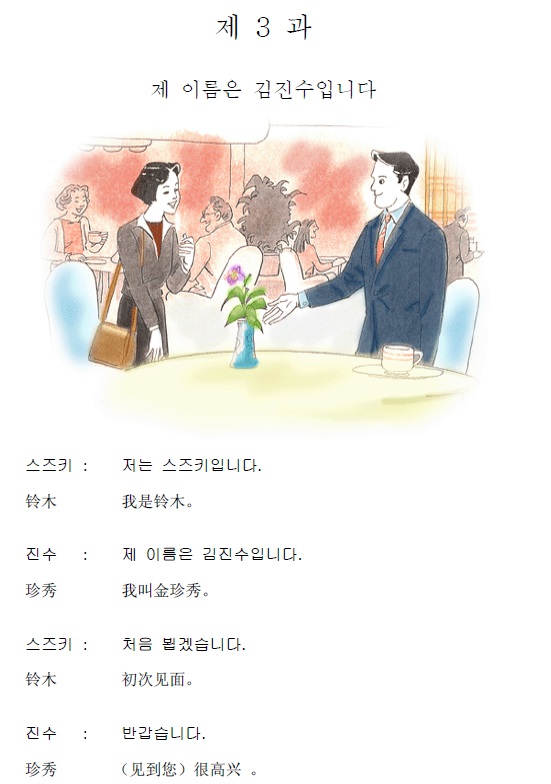 제 3 과
제 이름은 김진수입니다
스즈키 : 저는 스즈키입니다.
铃木 我是铃木。
진수 : 제 이름은 김진수입니다.
珍秀 我叫金珍秀。
스즈키 : 처음 뵙겠습니다.
铃木 初次见面。
진수 : 반갑습니다.
珍秀 （见到您）很高兴 。